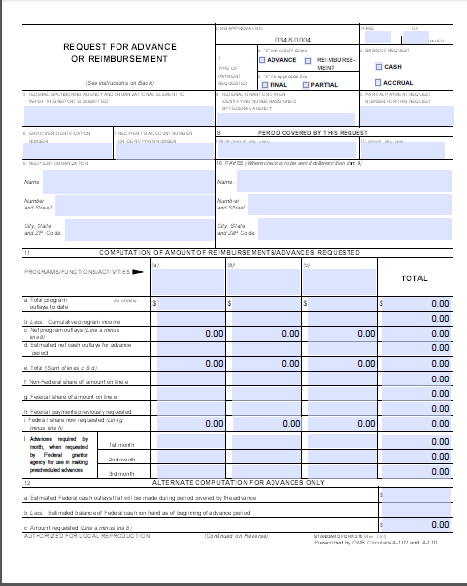 OMB APPROVAL NO.
0348-0004
PAGE OF
REQUEST FOR ADVANCE
OR REIMBURSEMENT
(See instructions on Back)
1.
TYPE OF
PAYMENT
REQUESTED
a. "X" one or both boxes
ADVANCE
REIMBURSE-
MENT
b. "X" the applicable box
FINAL
PARTIAL
2. BASIS OF REQUEST
CASH
ACCRUAL
3. FEDERAL SPONSORING AGENCY AND ORGANIZATIONAL ELEMENT TO
WHICH THIS REPORT IS SUBMITTED
4. FEDERAL GRANT OR OTHER
IDENTIFYING NUMBER ASSIGNED
BY FEDERAL AGENCY
5. PARTIAL PAYMENT REQUEST
NUMBER FOR THIS REQUEST
6. EMPLOYER IDENTIFICATION
NUMBER
RECIPIENT'S ACCOUNT NUMBER
OR IDENTIFYING NUMBER
8. PERIOD COVERED BY THIS REQUEST
9. RECIPIENT ORGANIZATION
Name:
Number
and Street:
City, State
and ZIP Code:
10. PAYEE (Where check is to be sent if different than item 9)
Name:
Number
and Street:
City, State
and ZIP Code:
11. COMPUTATION OF AMOUNT OF REIMBURSEMENTS/ADVANCES REQUESTED
PROGRAMS/FUNCTIONS/ACTIVITIES
(a) (b) (c)
TOTAL
a. Total program (As of date)
outlays to date
$ $ $ $ 0.00
b. Less: Cumulative program income 0.00
c. Net program outlays (Line a minus
line b) 0.00 0.00 0.00 0.00
d. Estimated net cash outlays for advance
period 0.00
e. Total (Sum of lines c & d) 0.00 0.00 0.00 0.00
f. Non-Federal share of amount on line e 0.00
g. Federal share of amount on line e 0.00
h. Federal payments previously requested 0.00
i. Federal share now requested (Line g
minus line h) 0.00 0.00 0.00 0.00
j. Advances required by
month, when requested
by Federal grantor
agency for use in making
prescheduled advances
1st month 0.00
2nd month 0.00
3rd month 0.00
12. ALTERNATE COMPUTATION FOR ADVANCES ONLY
a. Estimated Federal cash outlays that will be made during period covered by the advance $
b. Less: Estimated balance of Federal cash on hand as of beginning of advance period
c. Amount requested (Line a minus line b) $ 0.00
AUTHORIZED FOR LOCAL REPRODUCTION (Continued on Reverse) STANDARD FORM 270 (Rev. 7-97)
Prescribed by OMB Circulars A-102 and A-110